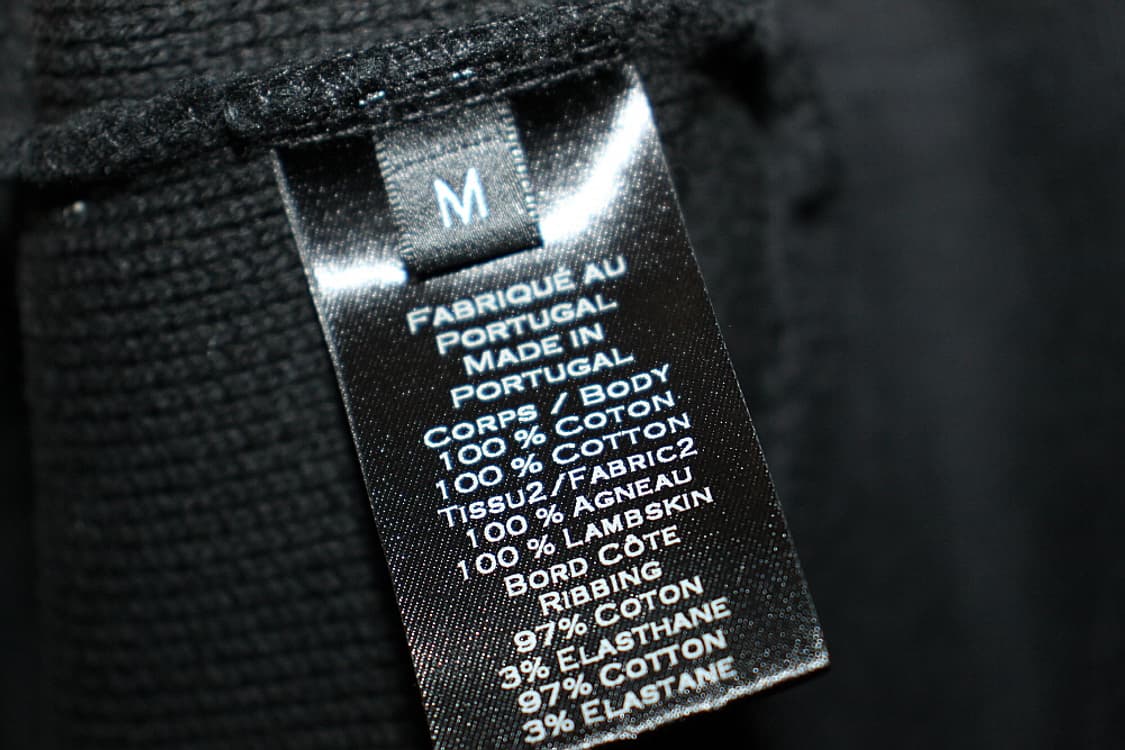 M
FABRIQUÉ AU
PORTUGAL
MADE IN
PORTUGAL
CORPS / BODY
100 % COTON
100 % COTTON
TISSU2/FABRIC2
100 % AGNEAU
100 % LAMBSKIN
BORD CÔTE
RIBBING
97% COTON
3% ELASTHANE
97% COTTON
3% ELASTANE